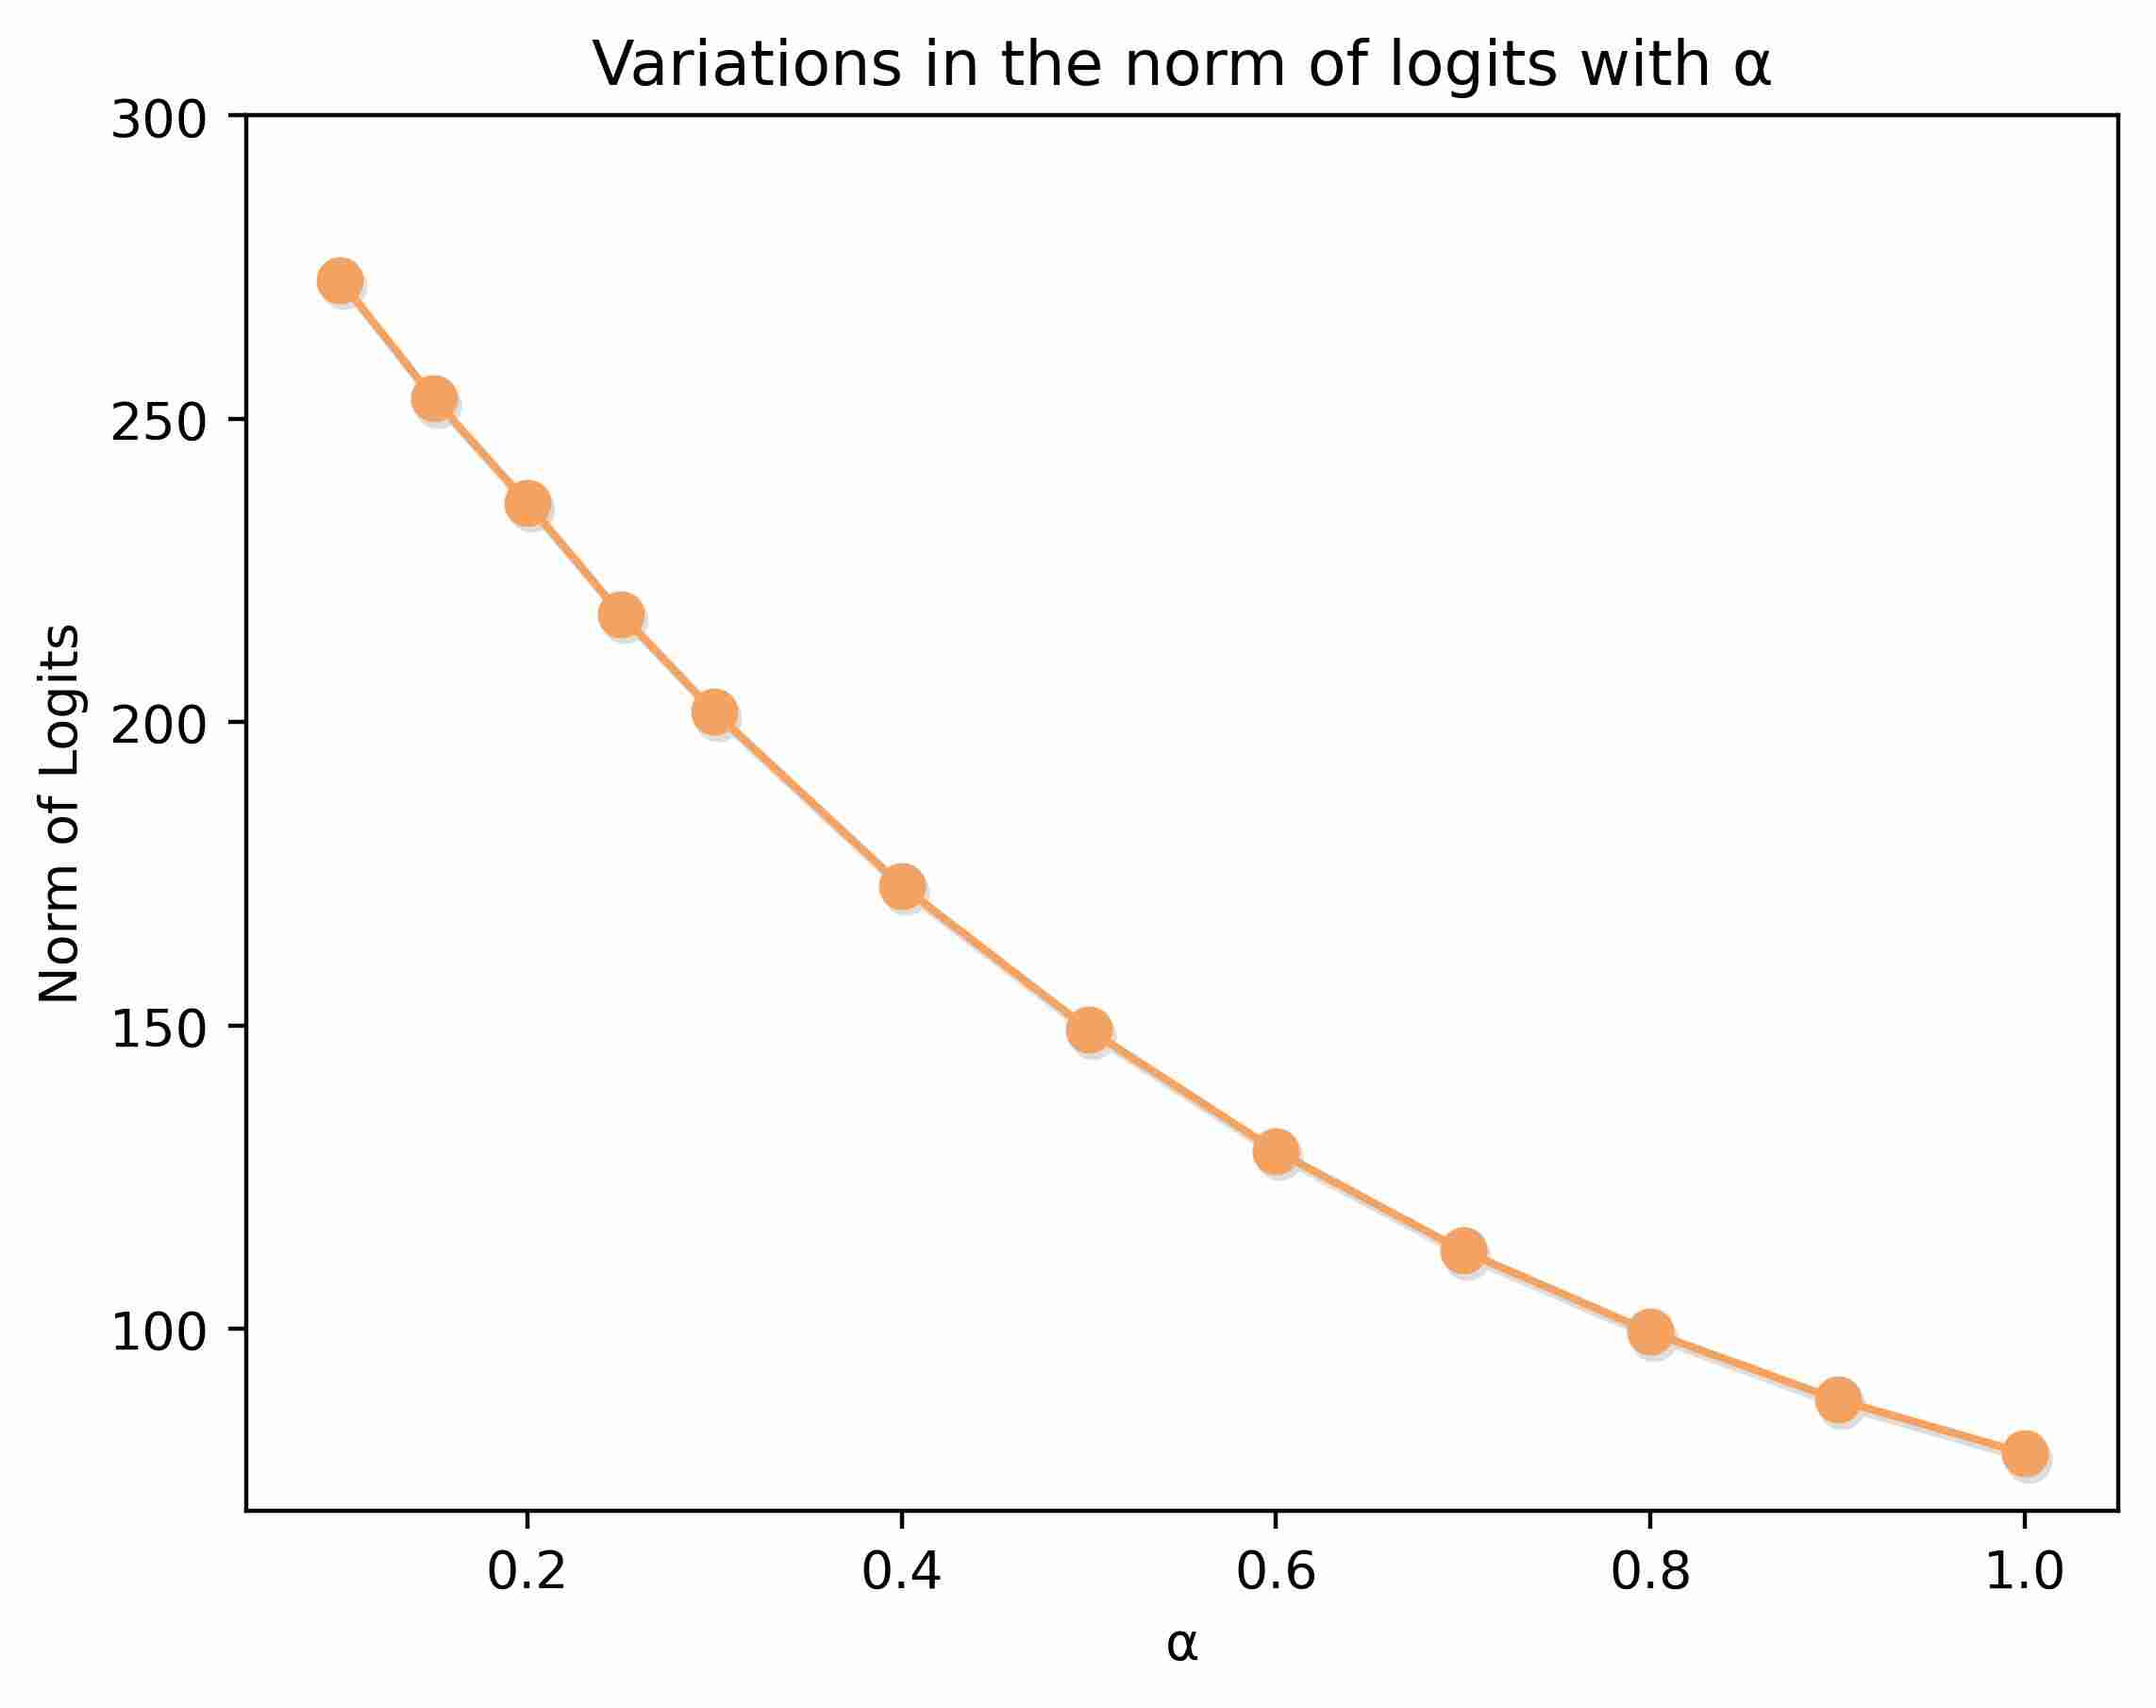 Variations in the norm of logits with α
300
250
200
150
100
Norm of Logits
0.2 0.4 0.6 0.8 1.0
α